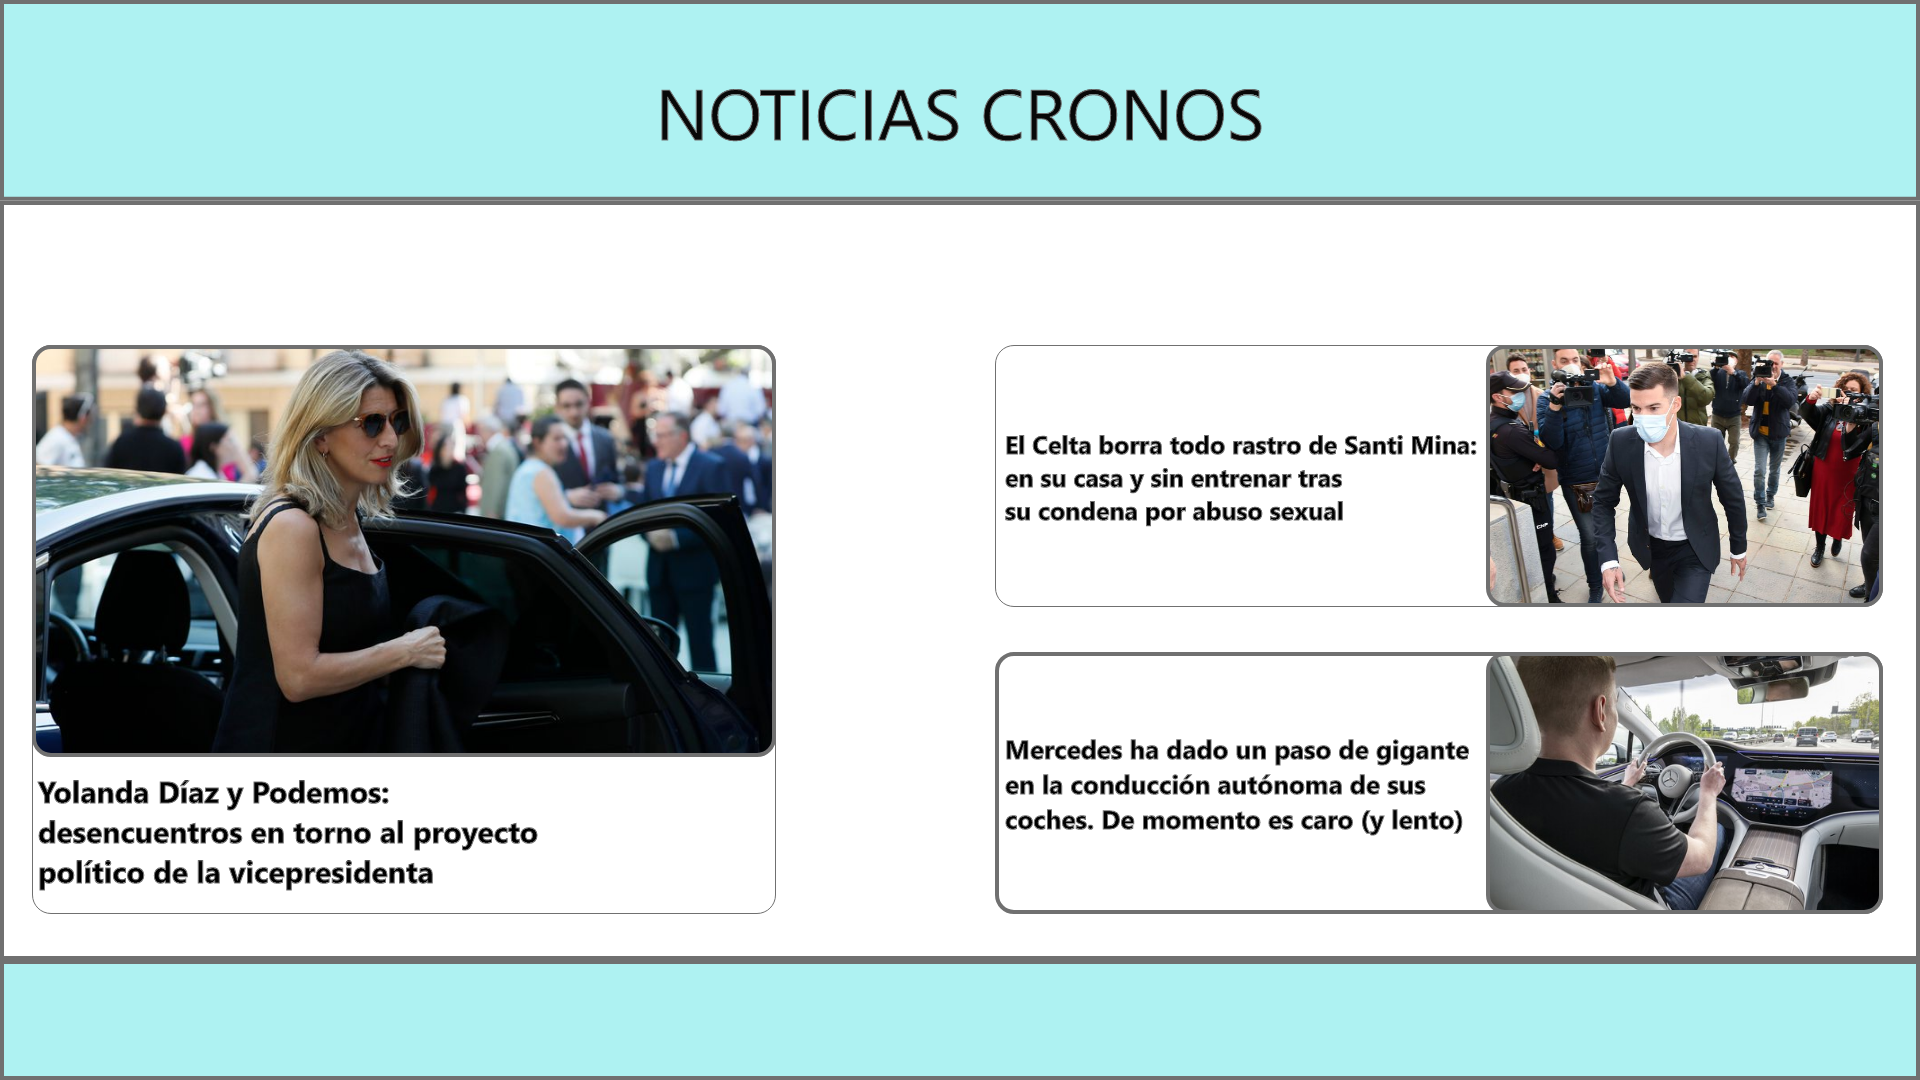 NOTICIAS CRONOS
Yolanda Díaz y Podemos:
desencuentros en torno al proyecto
político de la vicepresidenta
El Celta borra todo rastro de Santi Mina:
en su casa y sin entrenar tras
su condena por abuso sexual
Mercedes ha dado un paso de gigante
en la conducción autónoma de sus
coches. De momento es caro (y lento)